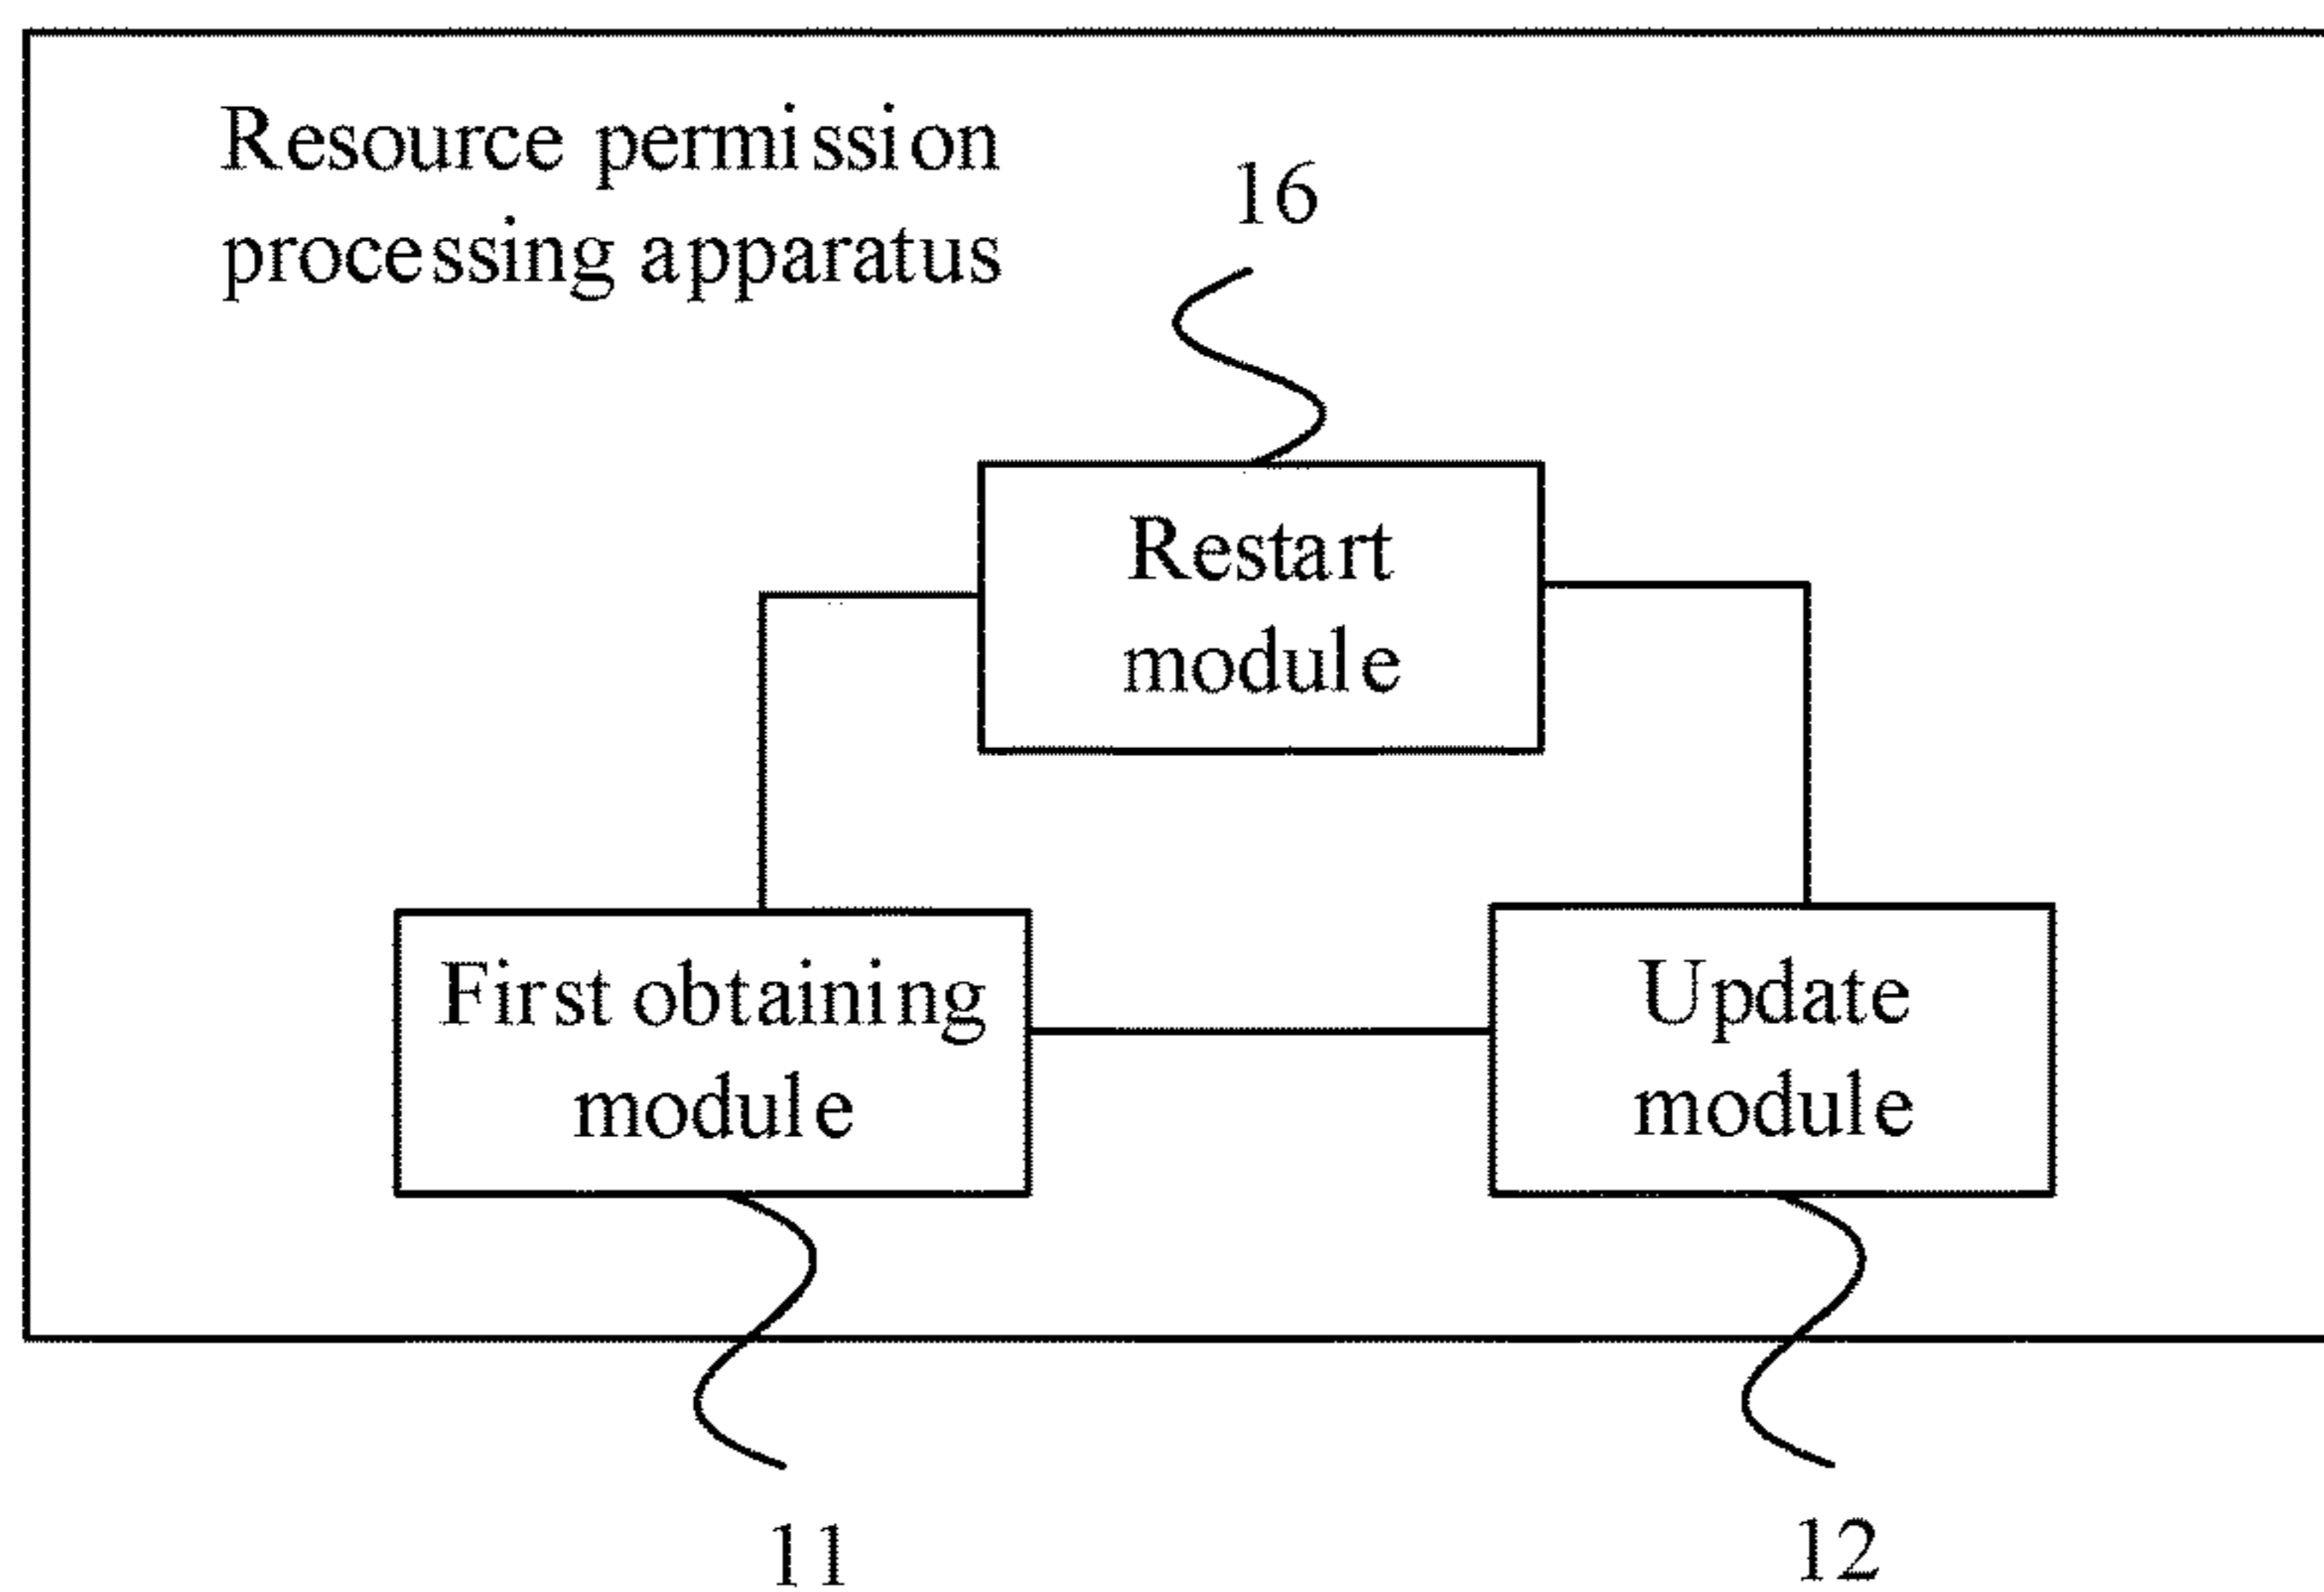 Resource permission
processing apparatus
16
Restart
module
First obtaining
module
Update
module
11
12